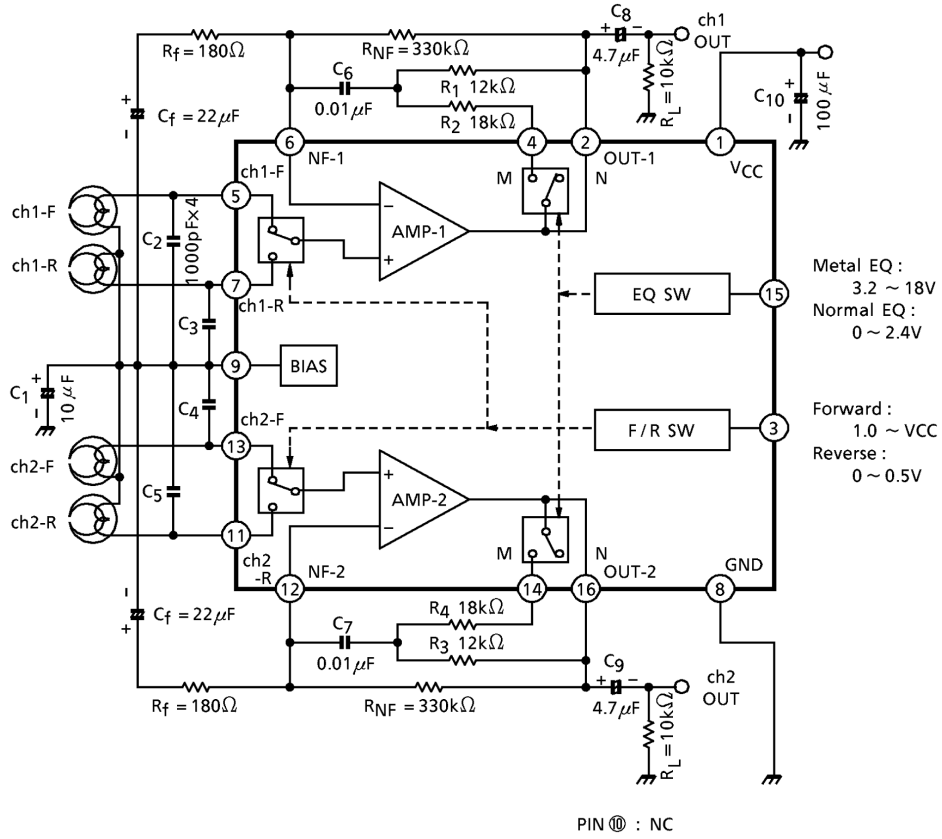 C8
ch1
OUT
Rf = 180Ω
RNF = 330kΩ
4.7μF
C6
R1 12kΩ
0.01μF
R2 18kΩ
RL = 10kΩ
C10
100μF
Cf = 22μF
6
NF-1
4
2
OUT-1
1
VCC
ch1-F
M
N
5
ch1-F
C2
1000pF×4
AMP-1
ch1-R
7
ch1-R
EQ SW
15
Metal EQ :
3.2 ~ 18V
Normal EQ :
0 ~ 2.4V
C3
9
BIAS
C1
10μF
C4
ch2-F
13
F / R SW
3
Forward :
1.0 ~ VCC
Reverse :
0 ~ 0.5V
ch2-F
C5
AMP-2
ch2-R
11
ch2
-R
M
N
NF-2
OUT-2
GND
12
14
16
8
Cf = 22μF
R4 18kΩ
C7
R3 12kΩ
0.01μF
C9
ch2
OUT
Rf = 180Ω
RNF = 330kΩ
4.7μF
RL = 10kΩ
PIN ⑩ : NC